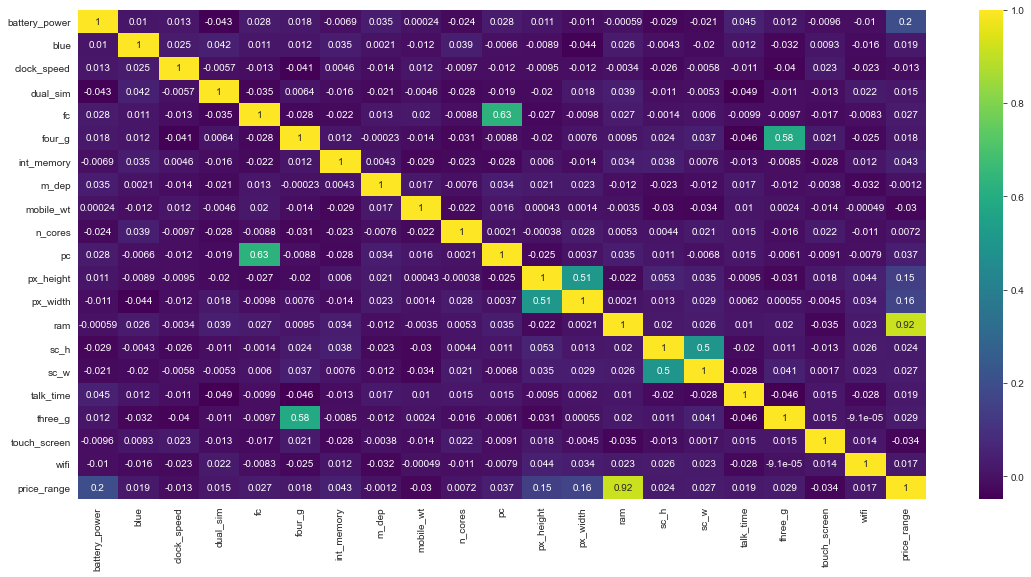 battery_power 1 0.01 0.013 -0.043 0.028 0.018 -0.0069 0.035 0.00024 -0.024 0.028 0.011 -0.011 -0.00059 -0.029 -0.021 0.045 0.012 -0.0096 -0.01 0.2
blue 0.01 1 0.025 0.042 0.011 0.012 0.035 0.0021 -0.012 0.039 -0.0066 -0.0089 -0.044 0.026 -0.0043 -0.02 0.012 -0.032 0.0093 -0.016 0.019
clock_speed 0.013 0.025 1 -0.0057 -0.013 -0.041 0.0046 -0.014 0.012 -0.0097 -0.012 -0.0095 -0.012 -0.0034 -0.026 -0.0058 -0.011 -0.04 0.023 -0.023 -0.013
dual_sim -0.043 0.042 -0.0057 1 -0.035 0.0064 -0.016 -0.021 -0.0046 -0.028 -0.019 -0.02 0.018 0.039 -0.011 -0.0053 -0.049 -0.011 -0.013 0.022 0.015
fc 0.028 0.011 -0.013 -0.035 1 -0.028 -0.022 0.013 0.02 -0.0088 0.63 -0.027 -0.0098 0.027 -0.0014 0.006 -0.0099 -0.0097 -0.017 -0.0083 0.027
four_g 0.018 0.012 -0.041 0.0064 -0.028 1 0.012 -0.00023 -0.014 -0.031 -0.0088 -0.02 0.0076 0.0095 0.024 0.037 -0.046 0.58 0.021 -0.025 0.018
int_memory -0.0069 0.035 0.0046 -0.016 -0.022 0.012 1 0.0043 -0.029 -0.023 -0.028 0.006 -0.014 0.034 0.038 0.0076 -0.013 -0.0085 -0.028 0.012 0.043
m_dep 0.035 0.0021 -0.014 -0.021 0.013 -0.00023 0.0043 1 0.017 -0.0076 0.034 0.021 0.023 -0.012 -0.023 -0.012 0.017 -0.012 -0.0038 -0.032 -0.0012
mobile_wt 0.00024 -0.012 0.012 -0.0046 0.02 -0.014 -0.029 0.017 1 -0.022 0.016 0.00043 0.0014 -0.0035 -0.03 -0.034 0.01 0.0024 -0.014 -0.00049 -0.03
n_cores -0.024 0.039 -0.0097 -0.028 -0.0088 -0.031 -0.023 -0.0076 -0.022 1 0.0021 -0.00038 0.028 0.0053 0.0044 0.021 0.015 -0.016 0.022 -0.011 0.0072
pc 0.028 -0.0066 -0.012 -0.019 0.63 -0.0088 -0.028 0.034 0.016 0.0021 1 -0.025 0.0037 0.035 0.011 -0.0068 0.015 -0.0061 -0.0091 -0.0079 0.037
px_height 0.011 -0.0089 -0.0095 -0.02 -0.027 -0.02 0.006 0.021 0.00043 -0.00038 -0.025 1 0.51 -0.022 0.053 0.035 -0.0095 -0.031 0.018 0.044 0.15
px_width -0.011 -0.044 -0.012 0.018 -0.0098 0.0076 -0.014 0.023 0.0014 0.028 0.0037 0.51 1 0.0021 0.013 0.029 0.0062 0.00055 -0.0045 0.034 0.16
ram -0.00059 0.026 -0.0034 0.039 0.027 0.0095 0.034 -0.012 -0.0035 0.0053 0.035 -0.022 0.0021 1 0.02 0.026 0.01 0.02 -0.035 0.023 0.92
sc_h -0.029 -0.0043 -0.026 -0.011 -0.0014 0.024 0.038 -0.023 -0.03 0.0044 0.011 0.053 0.013 0.02 1 0.5 -0.02 0.011 -0.013 0.026 0.024
sc_w -0.021 -0.02 -0.0058 -0.0053 0.006 0.037 0.0076 -0.012 -0.034 0.021 -0.0068 0.035 0.029 0.026 0.5 1 -0.028 0.041 0.0017 0.023 0.027
talk_time 0.045 0.012 -0.011 -0.049 -0.0099 -0.046 -0.013 0.017 0.01 0.015 0.015 -0.0095 0.0062 0.01 -0.02 -0.028 1 -0.046 0.015 -0.028 0.019
three_g 0.012 -0.032 -0.04 -0.011 -0.0097 0.58 -0.0085 -0.012 0.0024 -0.016 -0.0061 -0.031 0.00055 0.02 0.011 0.041 -0.046 1 0.015 -9.1e-05 0.029
touch_screen -0.0096 0.0093 0.023 -0.013 -0.017 0.021 -0.028 -0.0038 -0.014 0.022 -0.0091 0.018 -0.0045 -0.035 -0.013 0.0017 0.015 0.015 1 0.014 -0.034
wifi -0.01 -0.016 -0.023 0.022 -0.0083 -0.025 0.012 -0.032 -0.00049 -0.011 -0.0079 0.044 0.034 0.023 0.026 0.023 -0.028 -9.1e-05 0.014 1 0.017
price_range 0.2 0.019 -0.013 0.015 0.027 0.018 0.043 -0.0012 -0.03 0.0072 0.037 0.15 0.16 0.92 0.024 0.027 0.019 0.029 -0.034 0.017 1
battery_power blue clock_speed dual_sim fc four_g int_memory m_dep mobile_wt n_cores pc px_height px_width ram sc_h sc_w talk_time three_g touch_screen wifi price_range
1.0
0.8
0.6
0.4
0.2
0.0